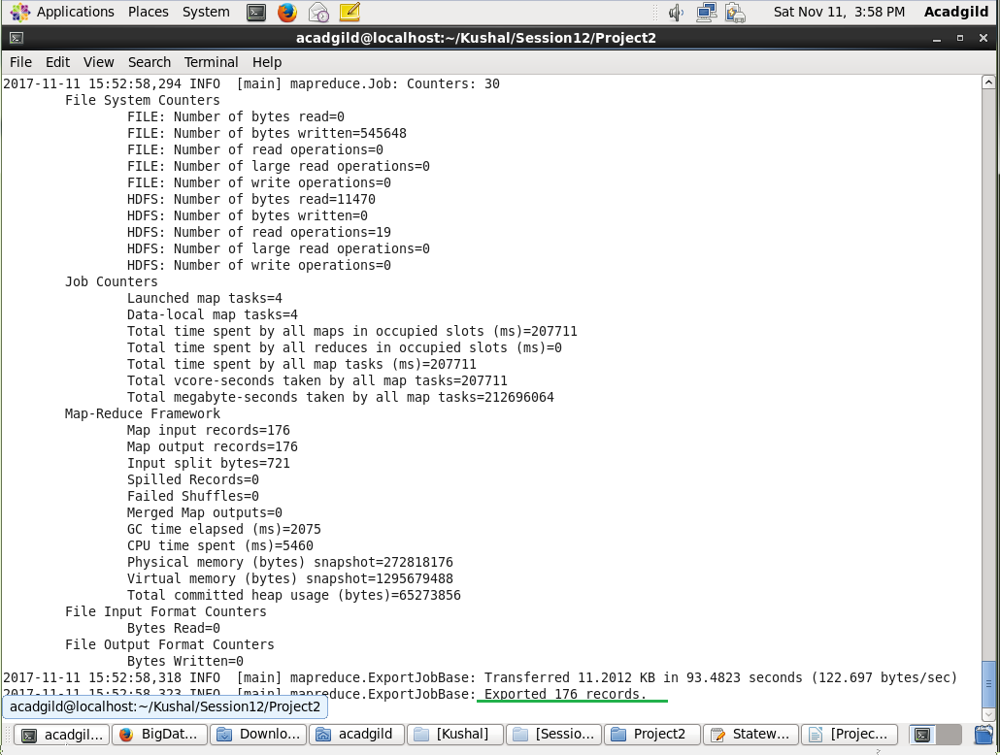 Applications Places System Sat Nov 11, 3:58 PM Acadgild
acadgild@localhost:~/Kushal/Session12/Project2
File Edit View Search Terminal Help
2017-11-11 15:52:58,294 INFO  [main] mapreduce.Job: Counters: 30
File System Counters
FILE: Number of bytes read=0
FILE: Number of bytes written=545648
FILE: Number of read operations=0
FILE: Number of large read operations=0
FILE: Number of write operations=0
HDFS: Number of bytes read=11470
HDFS: Number of bytes written=0
HDFS: Number of read operations=19
HDFS: Number of large read operations=0
HDFS: Number of write operations=0
Job Counters
Launched map tasks=4
Data-local map tasks=4
Total time spent by all maps in occupied slots (ms)=207711
Total time spent by all reduces in occupied slots (ms)=0
Total time spent by all map tasks (ms)=207711
Total vcore-seconds taken by all map tasks=207711
Total megabyte-seconds taken by all map tasks=212696064
Map-Reduce Framework
Map input records=176
Map output records=176
Input split bytes=721
Spilled Records=0
Failed Shuffles=0
Merged Map outputs=0
GC time elapsed (ms)=2075
CPU time spent (ms)=5460
Physical memory (bytes) snapshot=272818176
Virtual memory (bytes) snapshot=1295679488
Total committed heap usage (bytes)=65273856
File Input Format Counters
Bytes Read=0
File Output Format Counters
Bytes Written=0
2017-11-11 15:52:58,318 INFO  [main] mapreduce.ExportJobBase: Transferred 11.2012 KB in 93.4823 seconds (122.697 bytes/sec)
2017-11-11 15:52:58,323 INFO  [main] mapreduce.ExportJobBase: Exported 176 records.
acadgild@localhost:~/Kushal/Session12/Project2
acadgil... BigDat... Downlo... acadgild [Kushal] [Sessio... Project2 Statew... [Projec...